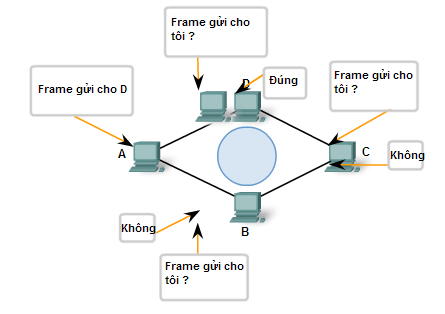 Frame gửi cho
tôi ?
Frame gửi cho D
D
Đúng
Frame gửi cho
tôi ?
A
C
Không
Không
B
Frame gửi cho
tôi ?